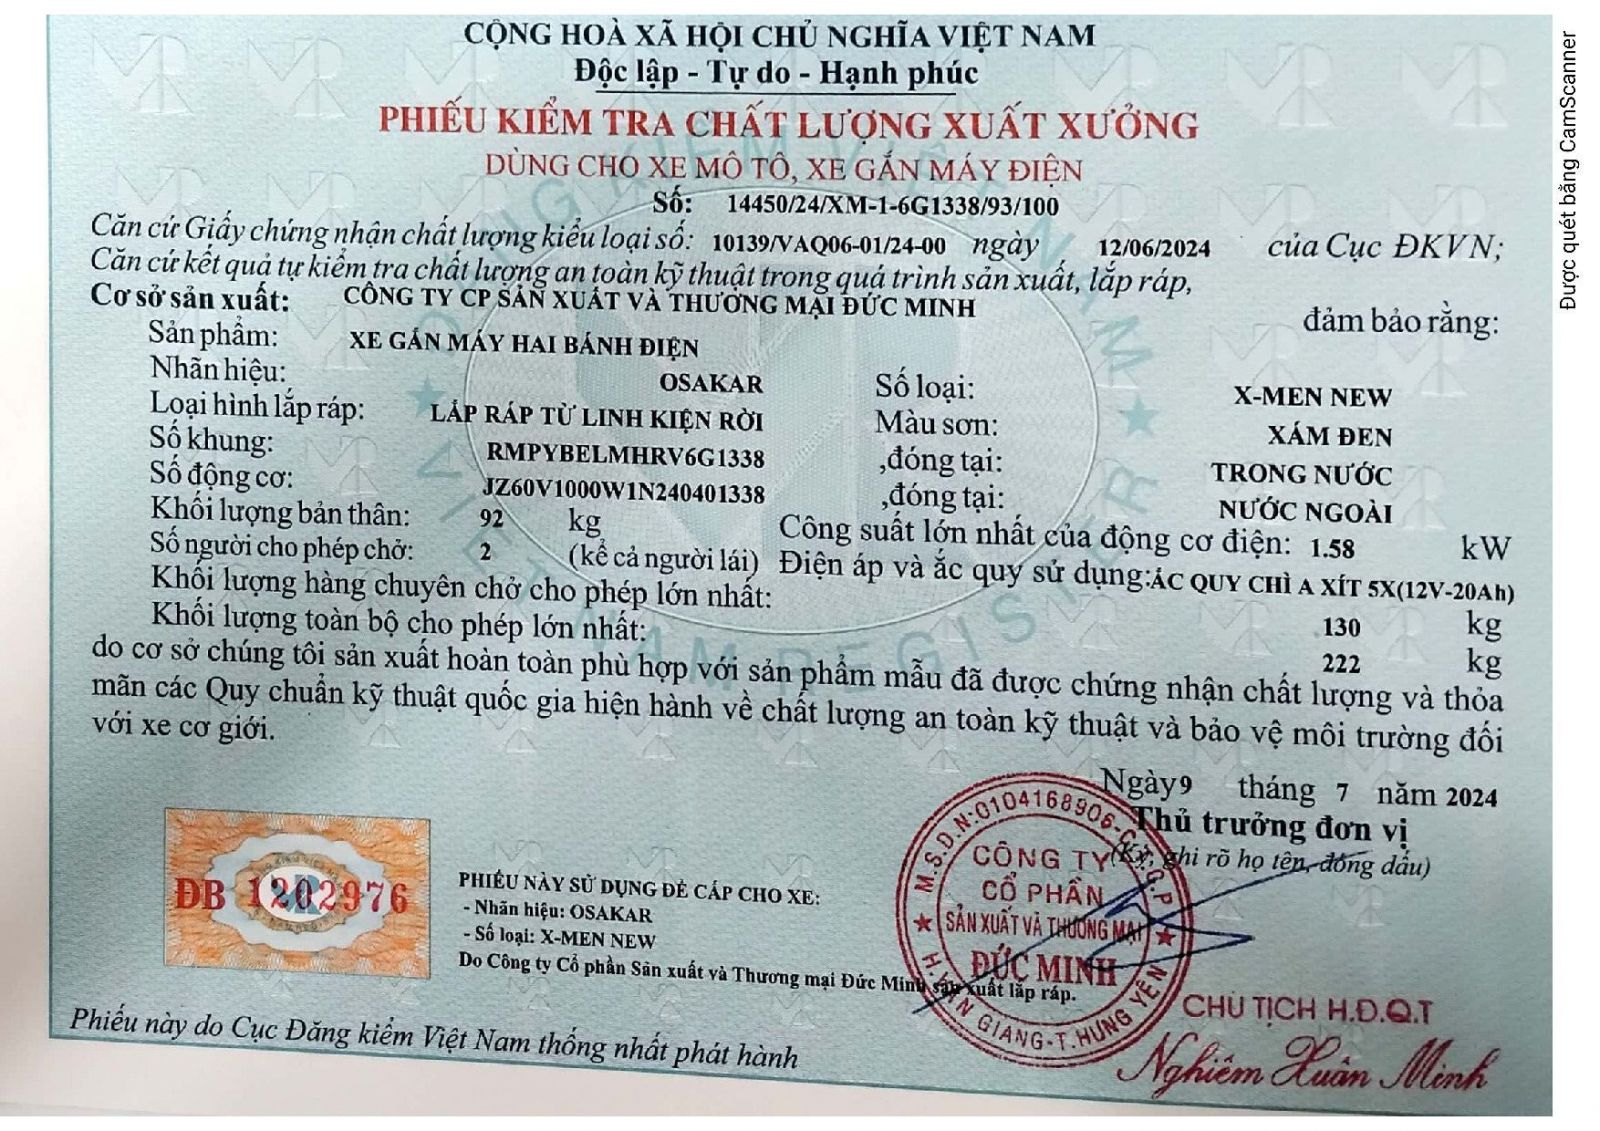 CỘNG HOÀ XÃ HỘI CHỦ NGHĨA VIỆT NAM
Độc lập - Tự do - Hạnh phúc
PHIẾU KIỂM TRA CHẤT LƯỢNG XUẤT XƯỞNG
DÙNG CHO XE MÔ TÔ, XE GẮN MÁY ĐIỆN
Số: 14450/24/XM-1-6G1338/93/100
Căn cứ Giấy chứng nhận chất lượng kiểu loại số: 10139/VAQ06-01/24-00 ngày 12/06/2024 của Cục ĐKVN;
Căn cứ kết quả tự kiểm tra chất lượng an toàn kỹ thuật trong quá trình sản xuất, lắp ráp,
Cơ sở sản xuất: CÔNG TY CP SẢN XUẤT VÀ THƯƠNG MẠI ĐỨC MINH đảm bảo rằng:
Sản phẩm: XE GẮN MÁY HAI BÁNH ĐIỆN
Nhãn hiệu: OSAKAR Số loại: X-MEN NEW
Loại hình lắp ráp: LẮP RÁP TỪ LINH KIỆN RỜI Màu sơn: XÁM ĐEN
Số khung: RMPYBELMHRV6G1338 ,đóng tại: TRONG NƯỚC
Số động cơ: JZ60V1000W1N240401338 ,đóng tại: NƯỚC NGOÀI
Khối lượng bản thân: 92 kg Công suất lớn nhất của động cơ điện: 1.58 kW
Số người cho phép chở: 2 (kể cả người lái) Điện áp và ắc quy sử dụng:ẮC QUY CHÌ A XÍT 5X(12V-20Ah)
Khối lượng hàng chuyên chở cho phép lớn nhất: 130 kg
Khối lượng toàn bộ cho phép lớn nhất: 222 kg
do cơ sở chúng tôi sản xuất hoàn toàn phù hợp với sản phẩm mẫu đã được chứng nhận chất lượng và thỏa
mãn các Quy chuẩn kỹ thuật quốc gia hiện hành về chất lượng an toàn kỹ thuật và bảo vệ môi trường đối
với xe cơ giới.
Ngày 9 tháng 7 năm 2024
Thủ trưởng đơn vị
(Ký, ghi rõ họ tên, đóng dấu)
ĐB 1202976
PHIẾU NÀY SỬ DỤNG ĐỂ CẤP CHO XE:
- Nhãn hiệu: OSAKAR
- Số loại: X-MEN NEW
Do Công ty Cổ phần Sản xuất và Thương mại Đức Minh sản xuất lắp ráp.
M.S.D.N:0104168906-C.T.C.P
CÔNG TY
CỔ PHẦN
SẢN XUẤT VÀ THƯƠNG MẠI
ĐỨC MINH
H.VĂN GIANG-T.HƯNG YÊN
CHỦ TỊCH H.Đ.Q.T
Nghiêm Xuân Minh
Phiếu này do Cục Đăng kiểm Việt Nam thống nhất phát hành
ĐĂNG KIỂM VIỆT NAM
VIETNAM REGISTER
Được quét bằng CamScanner